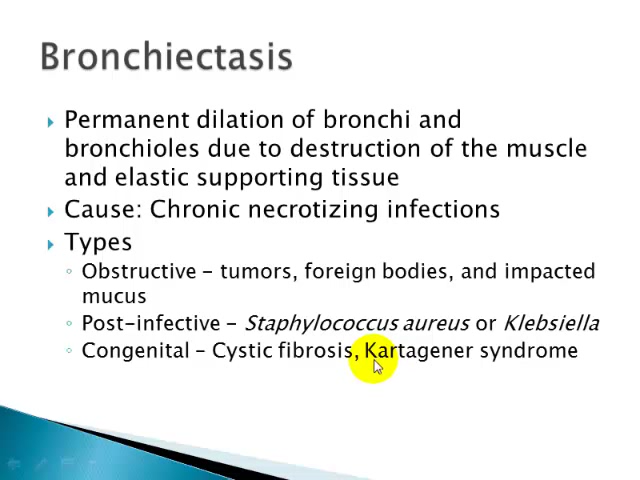 Bronchiectasis
Permanent dilation of bronchi and
bronchioles due to destruction of the muscle
and elastic supporting tissue
Cause: Chronic necrotizing infections
Types
Obstructive – tumors, foreign bodies, and impacted
mucus
Post-infective – Staphylococcus aureus or Klebsiella
Congenital – Cystic fibrosis, Kartagener syndrome